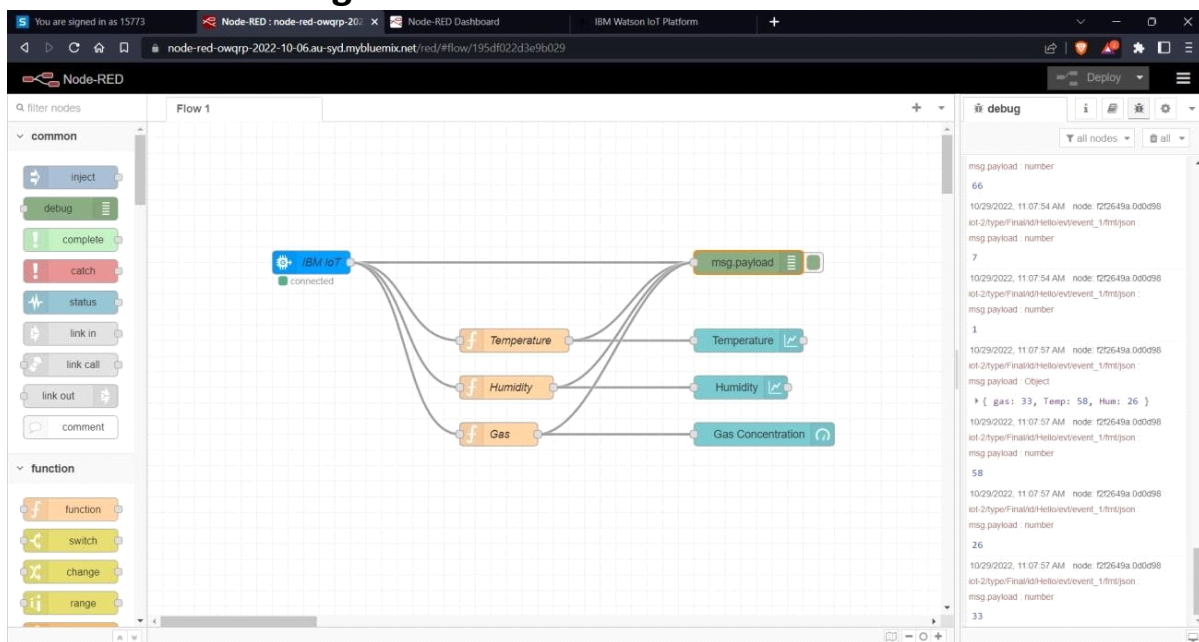 You are signed in as 15773
Node-RED : node-red-owqrp-202
Node-RED Dashboard
IBM Watson IoT Platform
node-red-owqrp-2022-10-06.au-syd.mybluemix.net/red/#flow/195df022d3e9b029
Node-RED
Deploy
filter nodes
Flow 1
debug
i
common
all nodes
all
inject
debug
complete
catch
status
link in
link call
link out
comment
function
function
switch
change
range
IBM IoT
connected
msg.payload
Temperature
Temperature
Humidity
Humidity
Gas
Gas Concentration
msg.payload : number
66
10/29/2022, 11:07:54 AM node: f2f2649a.0d0d98
iot-2/type/Final/id/Hello/evt/event_1/fmt/json :
msg.payload : number
7
10/29/2022, 11:07:54 AM node: f2f2649a.0d0d98
iot-2/type/Final/id/Hello/evt/event_1/fmt/json :
msg.payload : number
1
10/29/2022, 11:07:57 AM node: f2f2649a.0d0d98
iot-2/type/Final/id/Hello/evt/event_1/fmt/json :
msg.payload : Object
{ gas: 33, Temp: 58, Hum: 26 }
10/29/2022, 11:07:57 AM node: f2f2649a.0d0d98
iot-2/type/Final/id/Hello/evt/event_1/fmt/json :
msg.payload : number
58
10/29/2022, 11:07:57 AM node: f2f2649a.0d0d98
iot-2/type/Final/id/Hello/evt/event_1/fmt/json :
msg.payload : number
26
10/29/2022, 11:07:57 AM node: f2f2649a.0d0d98
iot-2/type/Final/id/Hello/evt/event_1/fmt/json :
msg.payload : number
33